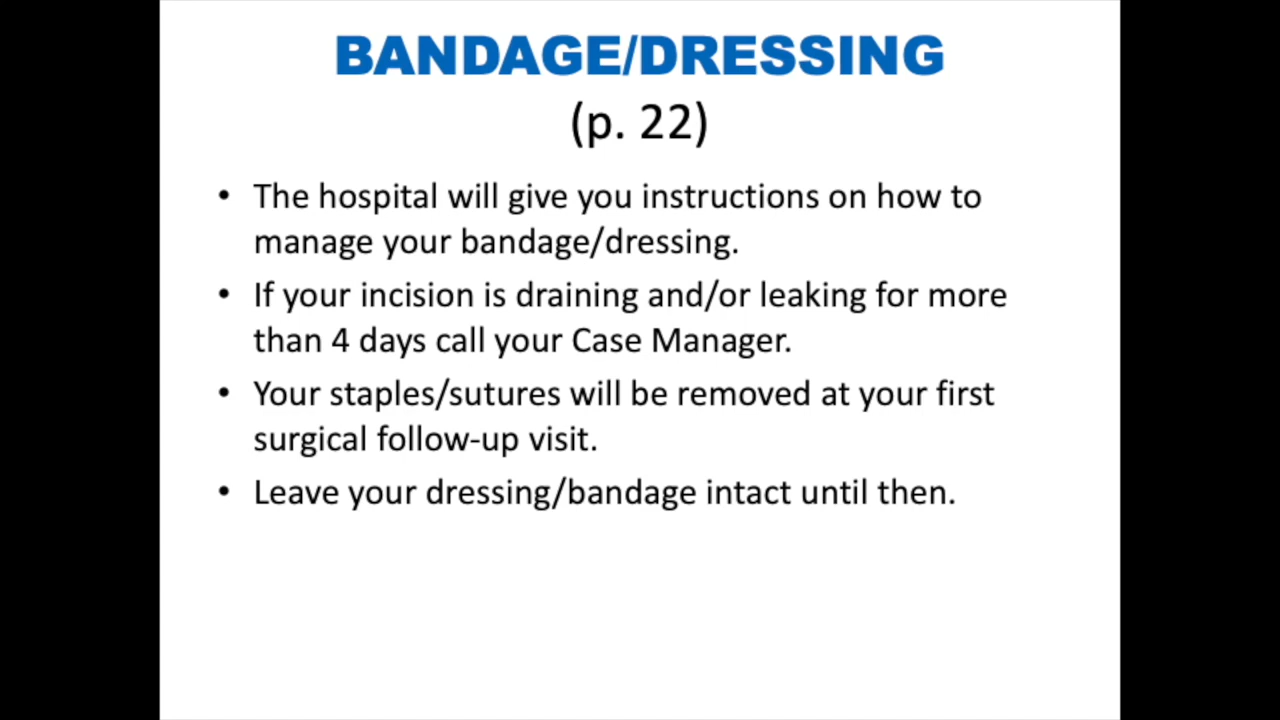 BANDAGE/DRESSING
(p. 22)
• The hospital will give you instructions on how to
manage your bandage/dressing.
• If your incision is draining and/or leaking for more
than 4 days call your Case Manager.
• Your staples/sutures will be removed at your first
surgical follow-up visit.
• Leave your dressing/bandage intact until then.